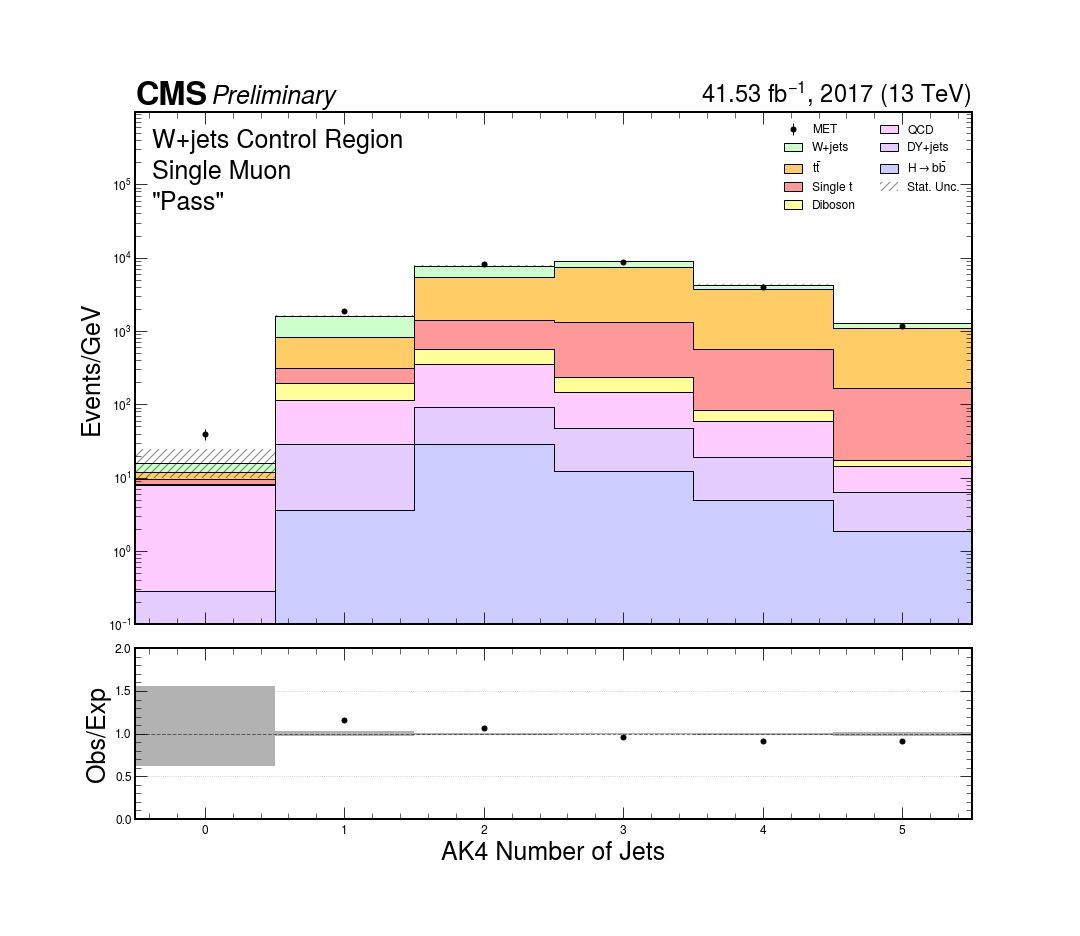 CMS Preliminary
41.53 fb⁻¹, 2017 (13 TeV)
W+jets Control Region
Single Muon
"Pass"
MET
W+jets
tt̄
Single t
Diboson
QCD
DY+jets
H→bb̄
Stat. Unc.
Events/GeV
10⁵
10⁴
10³
10²
10¹
10⁰
10⁻¹
Obs/Exp
2.0
1.5
1.0
0.5
0.0
0 1 2 3 4 5
AK4 Number of Jets